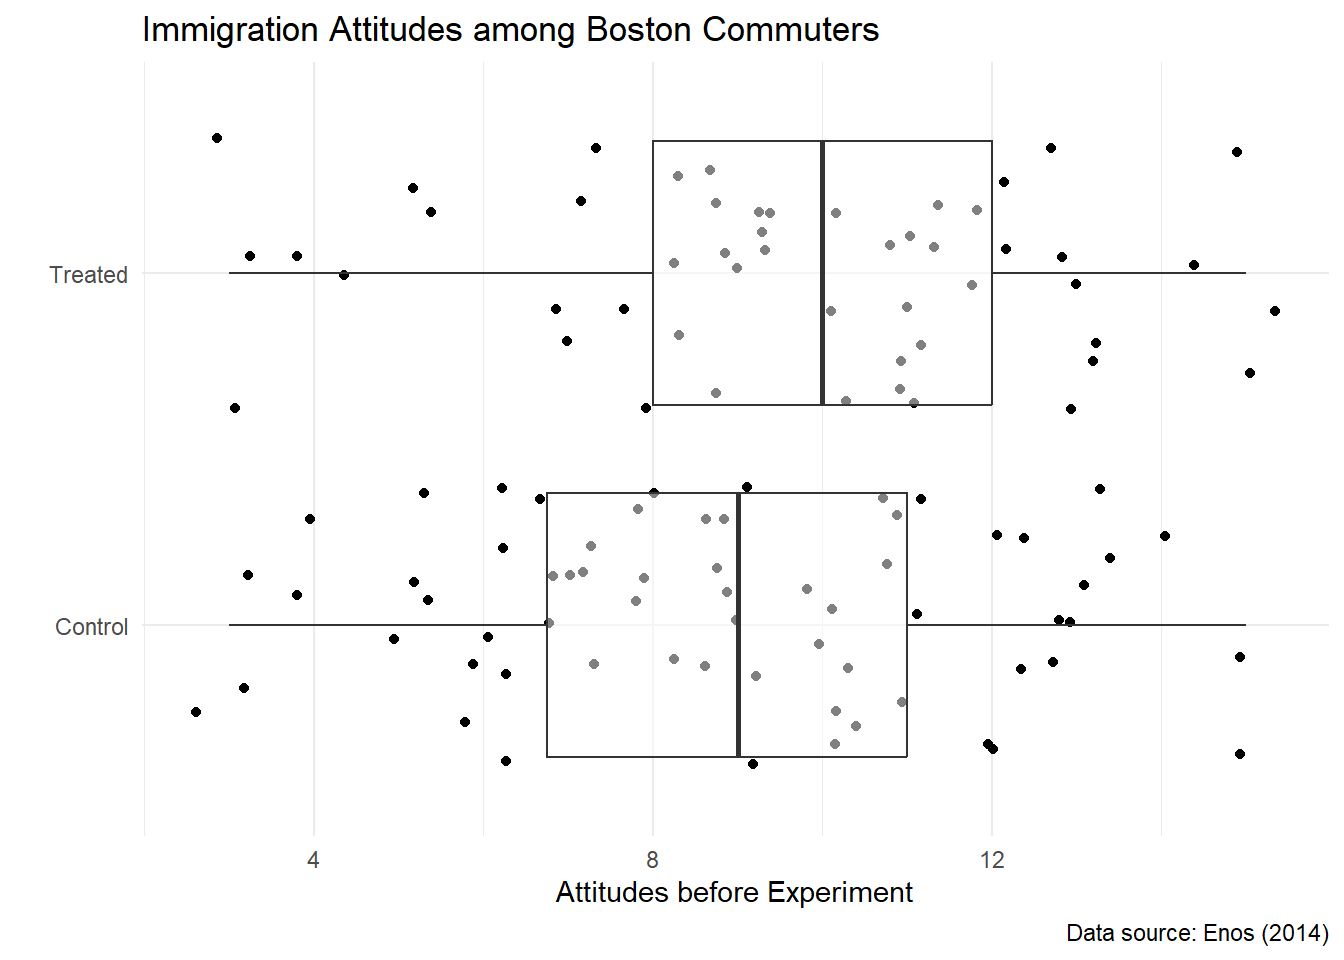 Immigration Attitudes among Boston Commuters
Treated
Control
4 8 12
Attitudes before Experiment
Data source: Enos (2014)